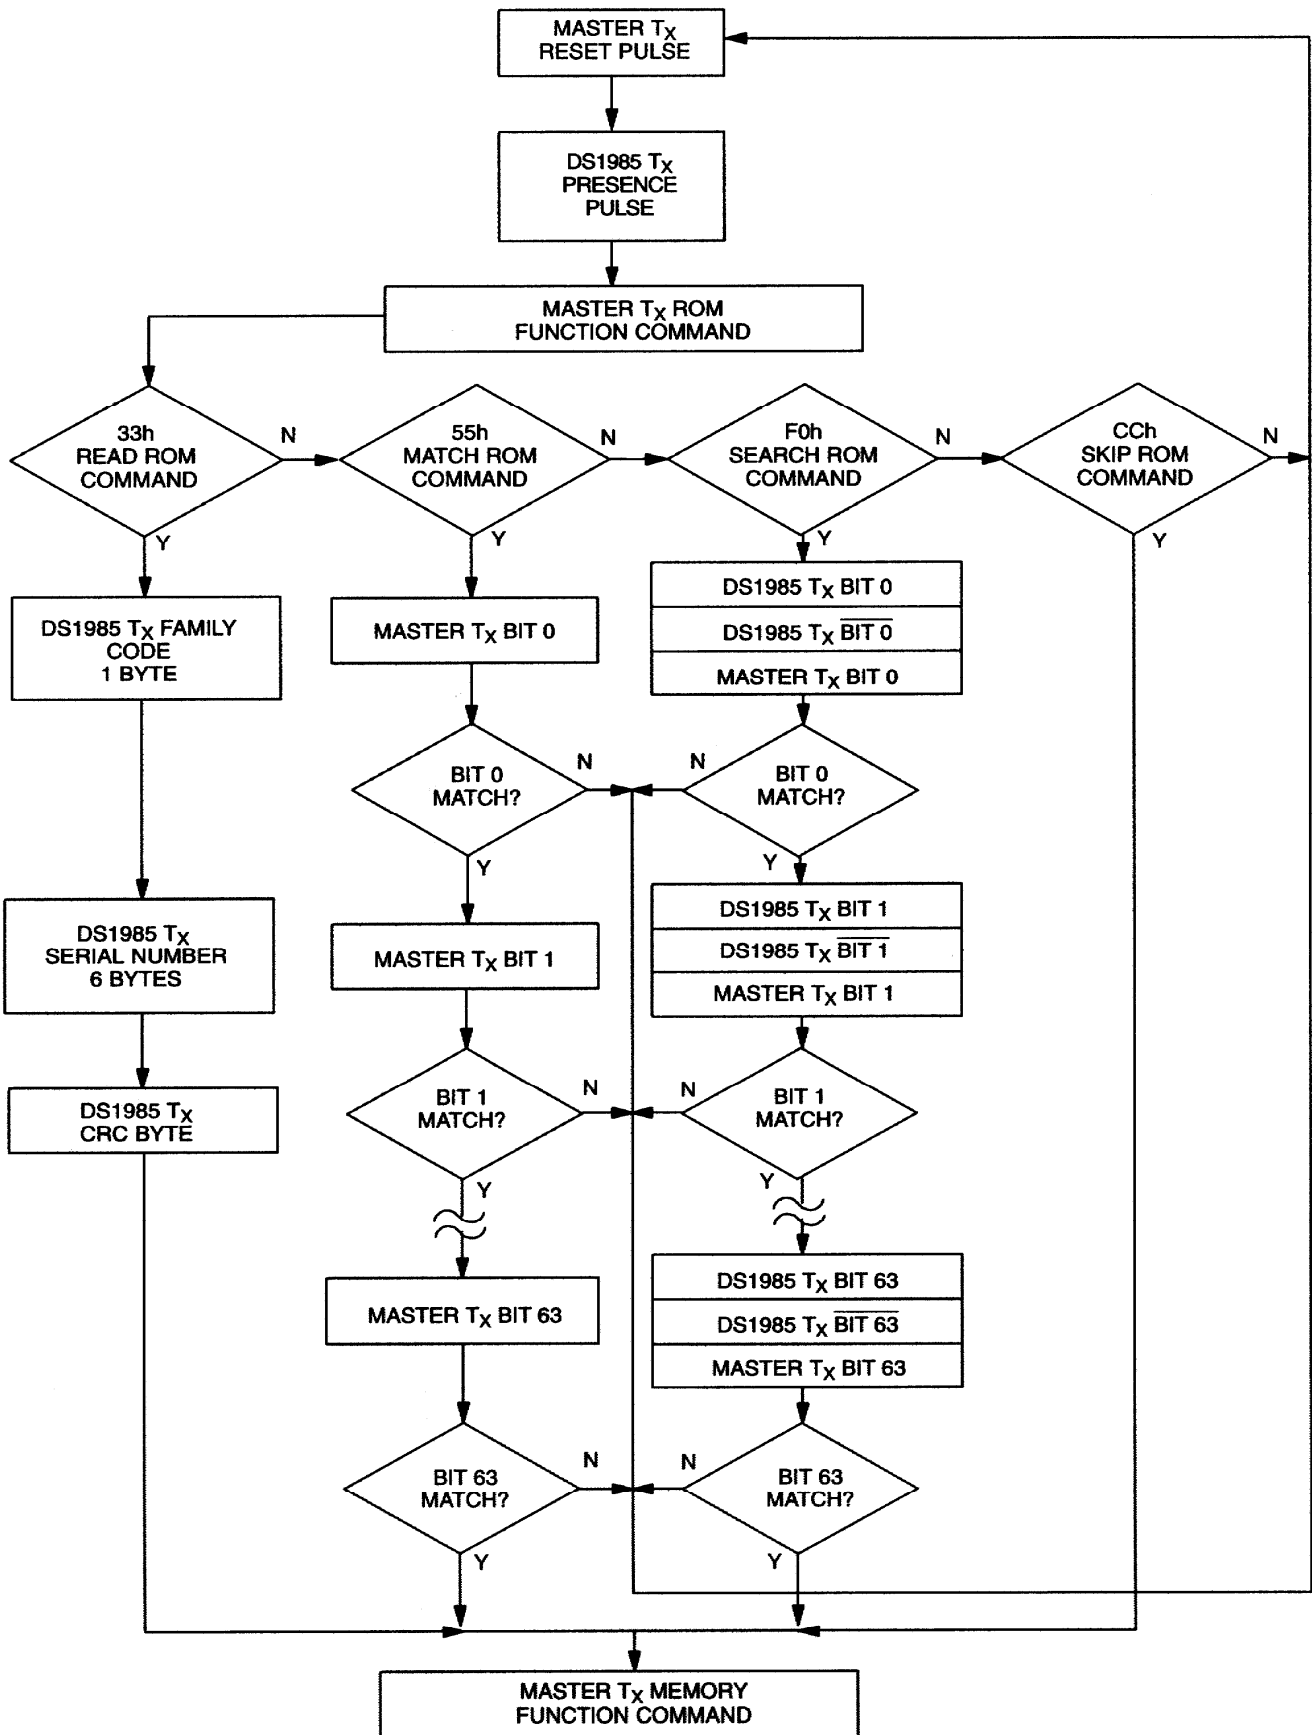 MASTER TX
RESET PULSE
DS1985 TX
PRESENCE
PULSE
MASTER TX ROM
FUNCTION COMMAND
33h
READ ROM
COMMAND
N
Y
55h
MATCH ROM
COMMAND
N
Y
F0h
SEARCH ROM
COMMAND
N
Y
CCh
SKIP ROM
COMMAND
N
Y
DS1985 TX FAMILY
CODE
1 BYTE
DS1985 TX
SERIAL NUMBER
6 BYTES
DS1985 TX
CRC BYTE
MASTER TX BIT 0
BIT 0
MATCH?
N
Y
MASTER TX BIT 1
BIT 1
MATCH?
N
Y
MASTER TX BIT 63
BIT 63
MATCH?
N
Y
DS1985 TX BIT 0
DS1985 TX BIT 0
MASTER TX BIT 0
N
BIT 0
MATCH?
Y
DS1985 TX BIT 1
DS1985 TX BIT 1
MASTER TX BIT 1
N
BIT 1
MATCH?
Y
DS1985 TX BIT 63
DS1985 TX BIT 63
MASTER TX BIT 63
N
BIT 63
MATCH?
Y
MASTER TX MEMORY
FUNCTION COMMAND